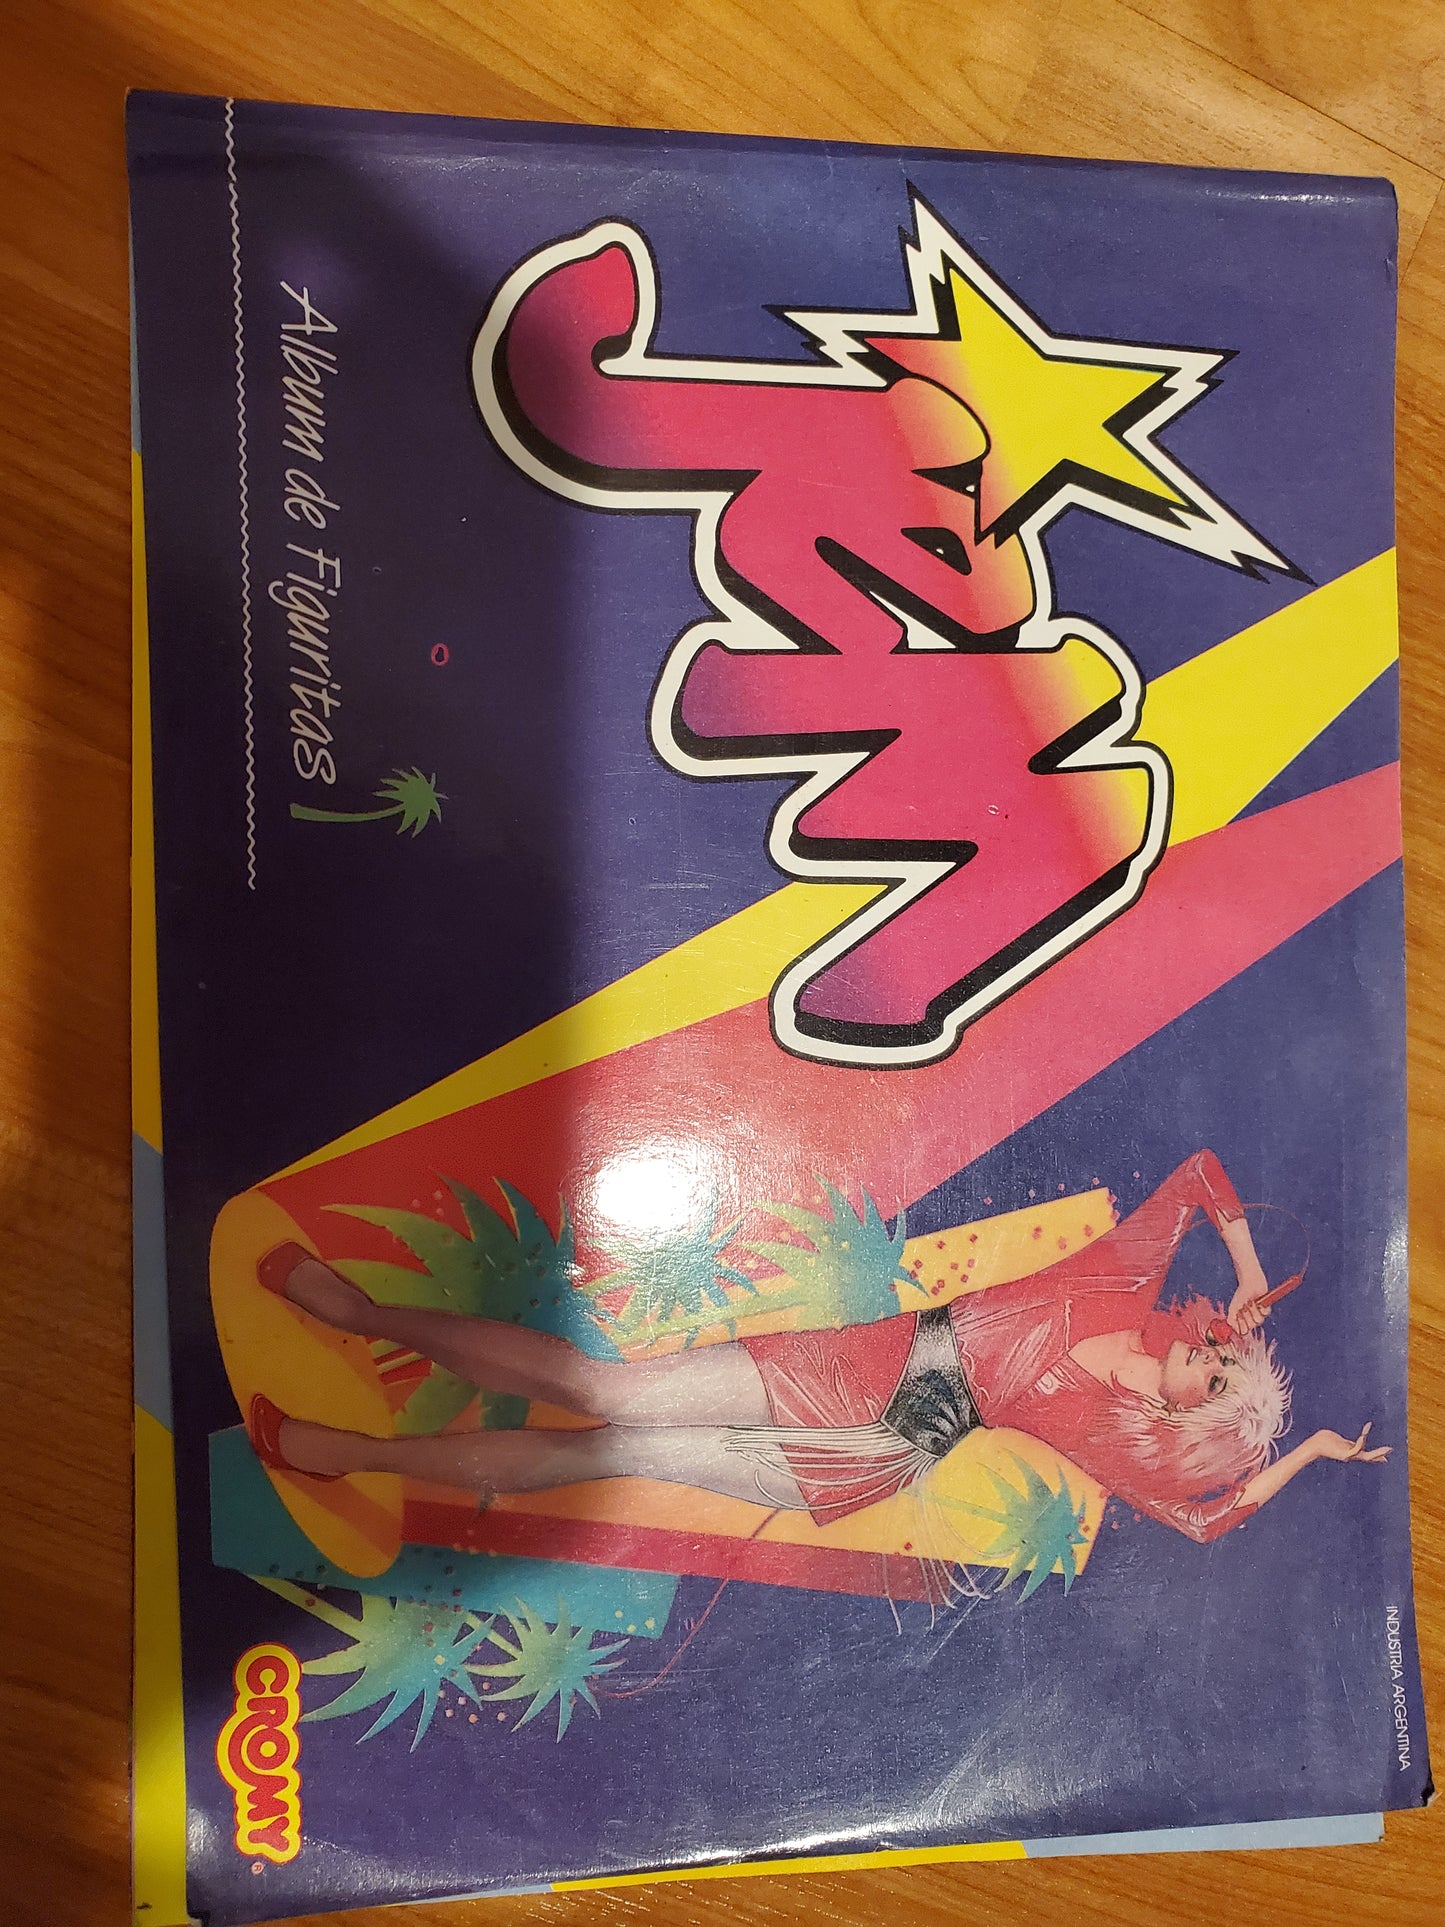 INDUSTRIA ARGENTINA
Jem
Album de Figuritas
CROMY®